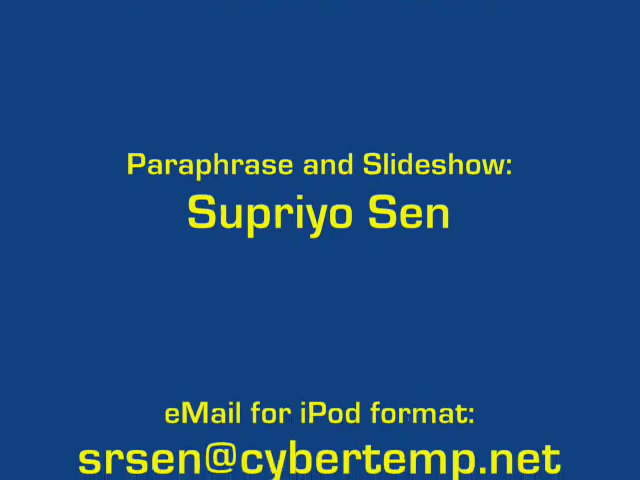 Paraphrase and Slideshow:
Supriyo Sen
eMail for iPod format:
srsen@cybertemp.net